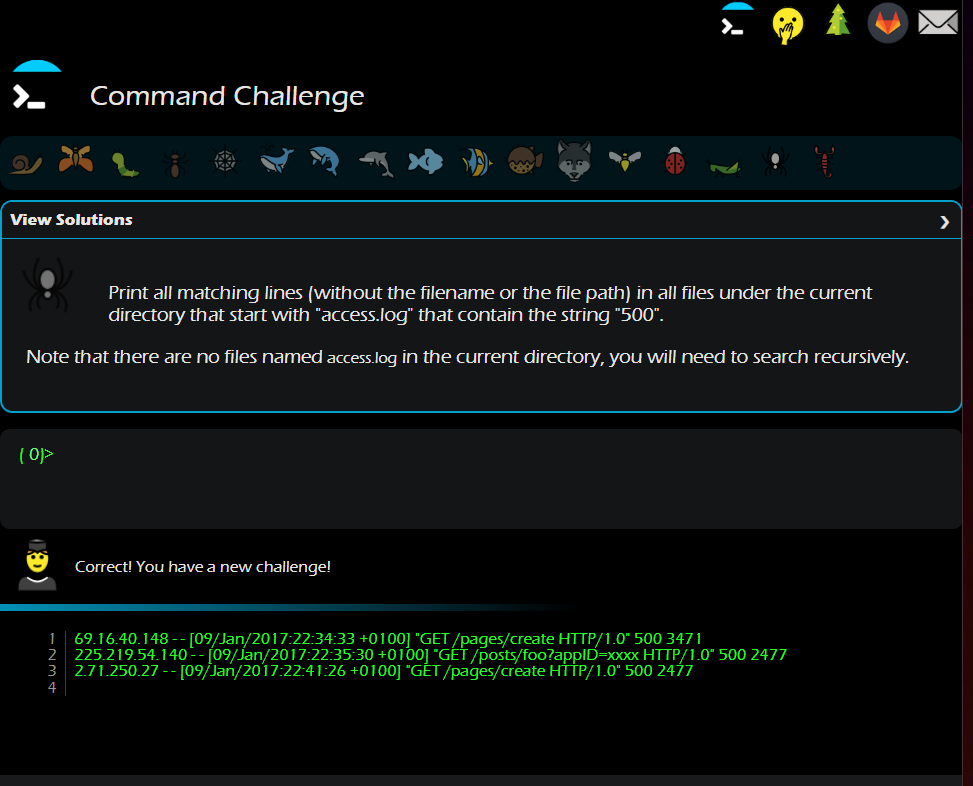 Command Challenge
View Solutions
Print all matching lines (without the filename or the file path) in all files under the current
directory that start with "access.log" that contain the string "500".
Note that there are no files named access.log in the current directory, you will need to search recursively.
( 0)>
Correct! You have a new challenge!
1 69.16.40.148 - - [09/Jan/2017:22:34:33 +0100] "GET /pages/create HTTP/1.0" 500 3471
2 225.219.54.140 - - [09/Jan/2017:22:35:30 +0100] "GET /posts/foo?appID=xxxx HTTP/1.0" 500 2477
3 2.71.250.27 - - [09/Jan/2017:22:41:26 +0100] "GET /pages/create HTTP/1.0" 500 2477
4